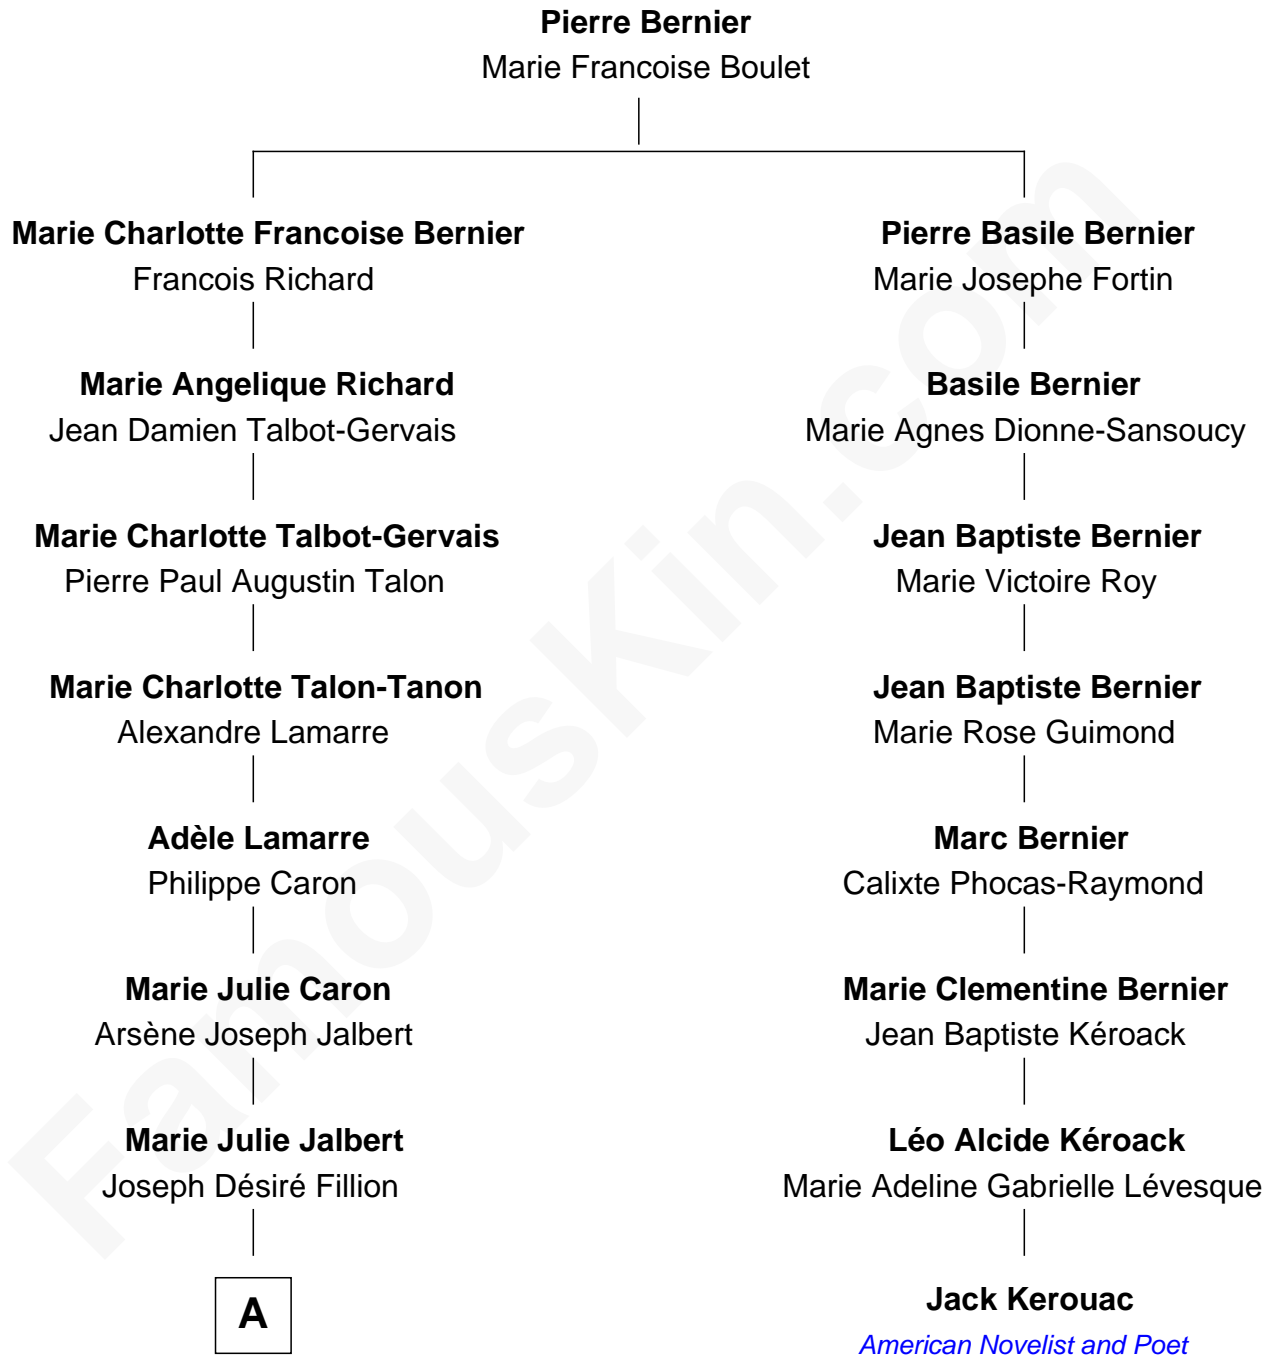 Pierre Bernier
Marie Francoise Boulet
Marie Charlotte Francoise Bernier
Francois Richard
Marie Angelique Richard
Jean Damien Talbot-Gervais
Marie Charlotte Talbot-Gervais
Pierre Paul Augustin Talon
Marie Charlotte Talon-Tanon
Alexandre Lamarre
Adèle Lamarre
Philippe Caron
Marie Julie Caron
Arsène Joseph Jalbert
Marie Julie Jalbert
Joseph Désiré Fillion
A
Pierre Basile Bernier
Marie Josephe Fortin
Basile Bernier
Marie Agnes Dionne-Sansoucy
Jean Baptiste Bernier
Marie Victoire Roy
Jean Baptiste Bernier
Marie Rose Guimond
Marc Bernier
Calixte Phocas-Raymond
Marie Clementine Bernier
Jean Baptiste Kéroack
Léo Alcide Kéroack
Marie Adeline Gabrielle Lévesque
Jack Kerouac
American Novelist and Poet
FamousKin.com